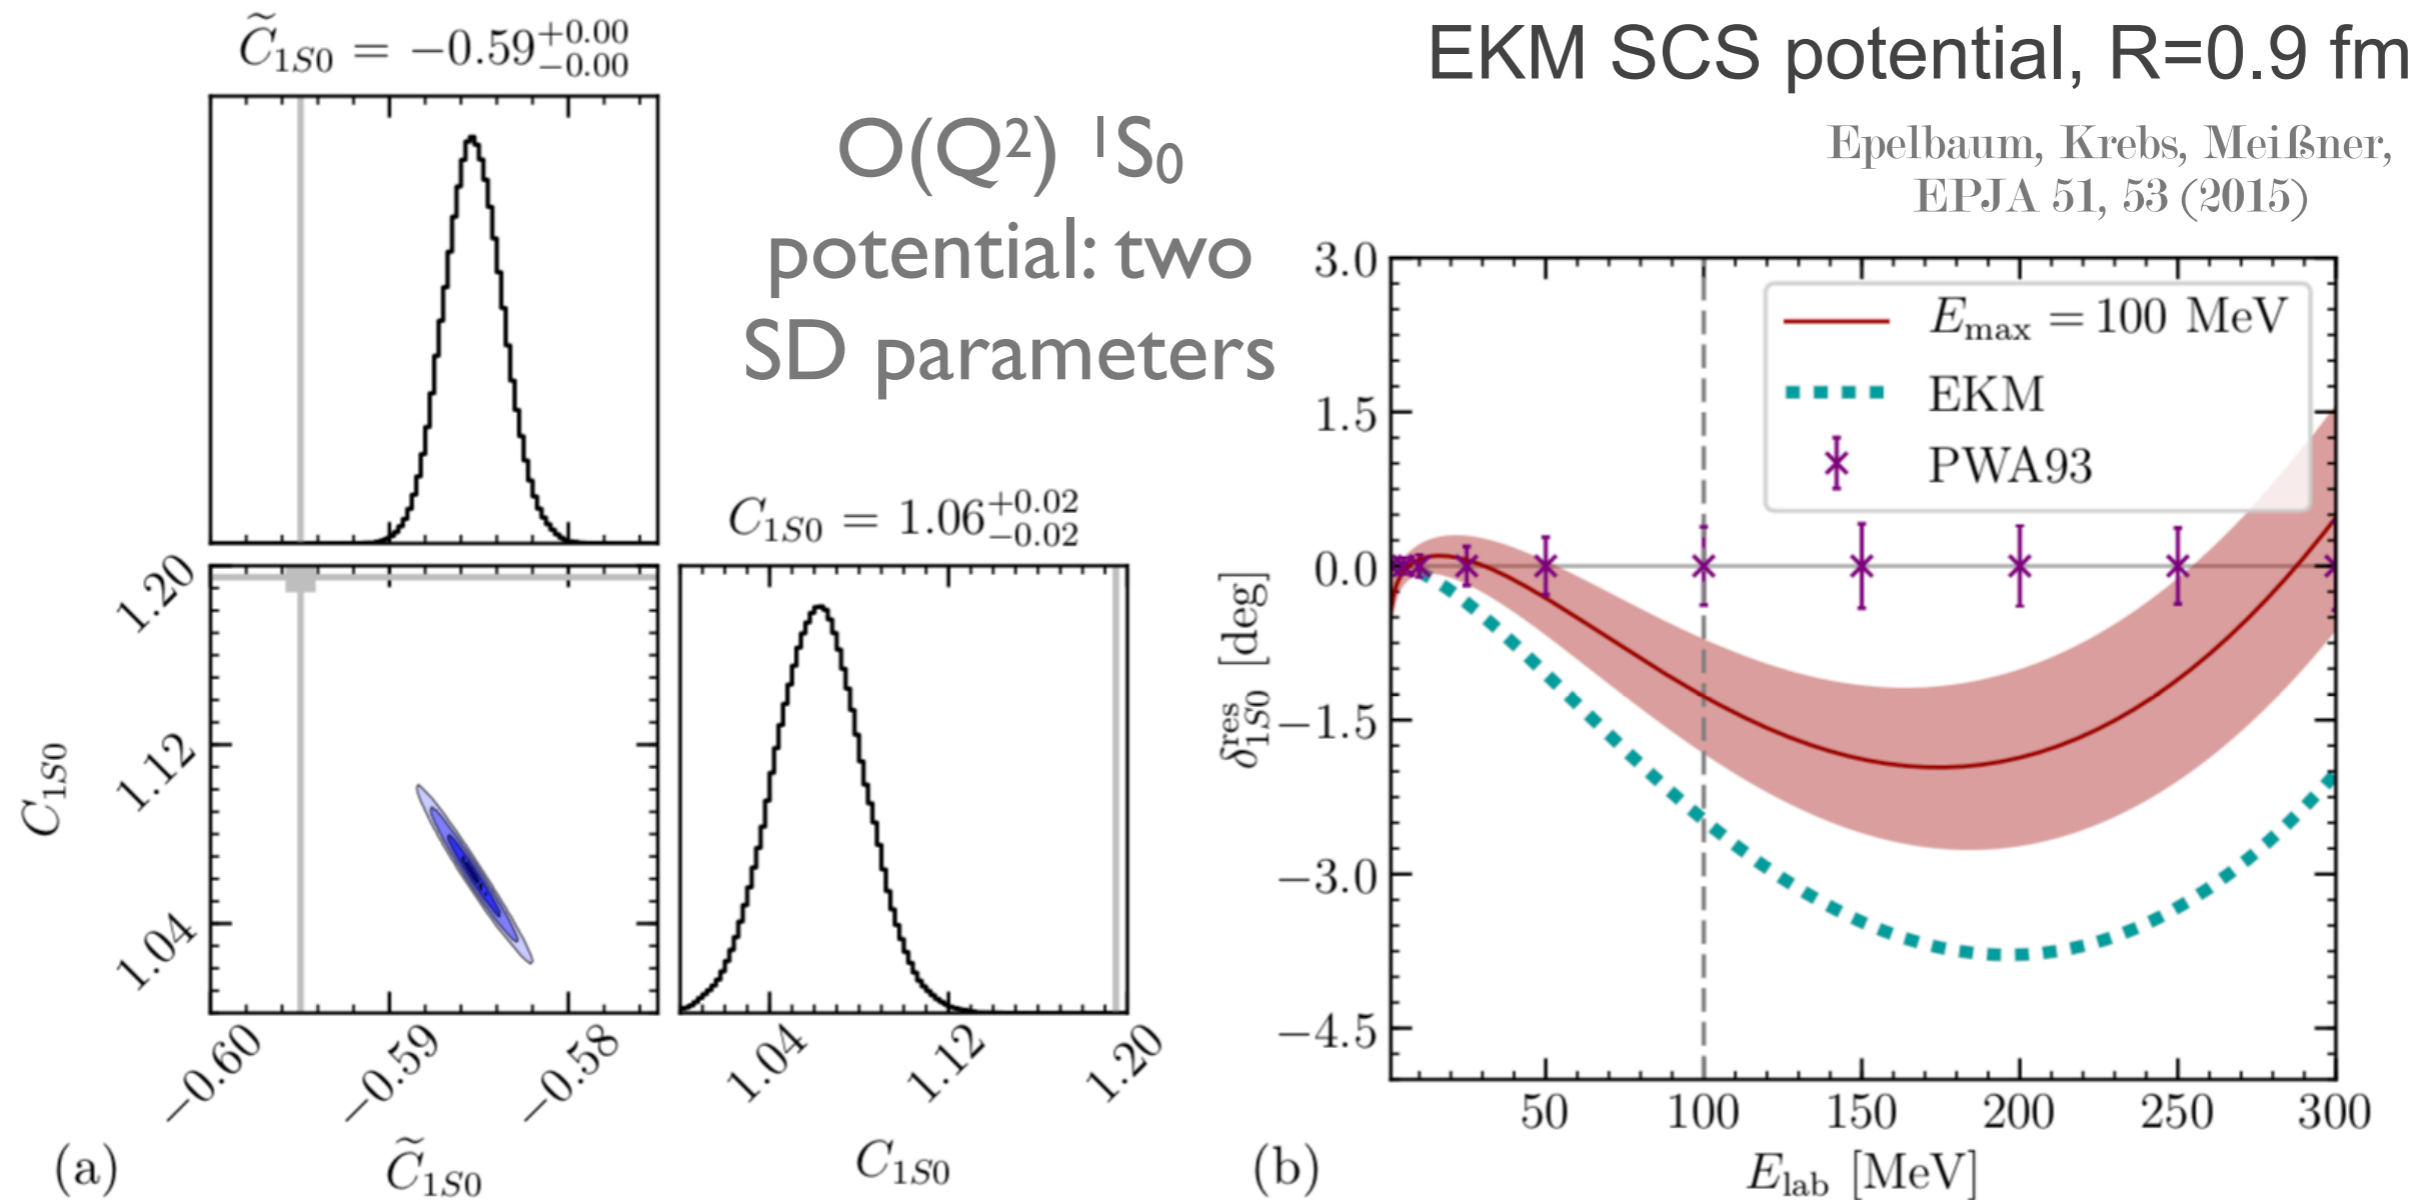 C̃1S0 = −0.59 +0.00 −0.00
O(Q²) ¹S₀
potential: two
SD parameters
C1S0 = 1.06 +0.02 −0.02
1.20
1.12
1.04
C1S0
−0.60
−0.59
−0.58
1.04
1.12
1.20
(a)
C̃1S0
C1S0
EKM SCS potential, R=0.9 fm
Epelbaum, Krebs, Meißner,
EPJA 51, 53 (2015)
Emax = 100 MeV
EKM
PWA93
3.0
1.5
0.0
−1.5
−3.0
−4.5
δ1S0 res [deg]
50 100 150 200 250 300
(b)
Elab [MeV]